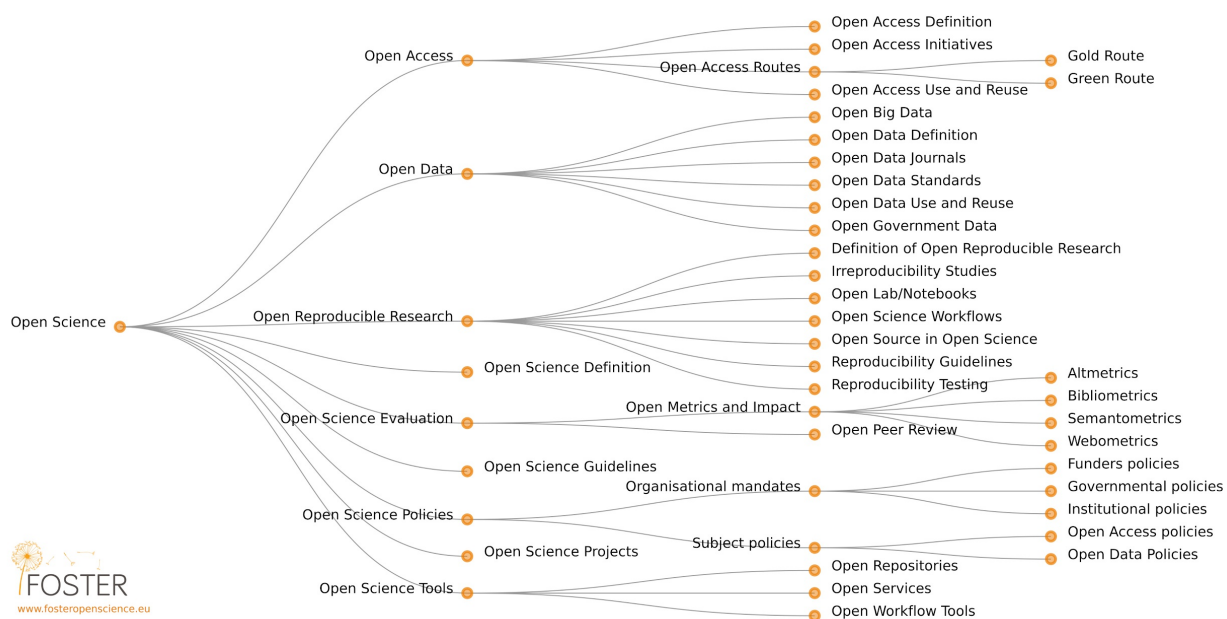 Open Science
Open Access
Open Access Definition
Open Access Initiatives
Open Access Routes
Gold Route
Green Route
Open Access Use and Reuse
Open Data
Open Big Data
Open Data Definition
Open Data Journals
Open Data Standards
Open Data Use and Reuse
Open Government Data
Open Reproducible Research
Definition of Open Reproducible Research
Irreproducibility Studies
Open Lab/Notebooks
Open Science Workflows
Open Source in Open Science
Reproducibility Guidelines
Reproducibility Testing
Open Science Definition
Open Science Evaluation
Open Metrics and Impact
Altmetrics
Bibliometrics
Semantometrics
Webometrics
Open Peer Review
Open Science Guidelines
Open Science Policies
Organisational mandates
Funders policies
Governmental policies
Institutional policies
Subject policies
Open Access policies
Open Data Policies
Open Science Projects
Open Science Tools
Open Repositories
Open Services
Open Workflow Tools
FOSTER
www.fosteropenscience.eu